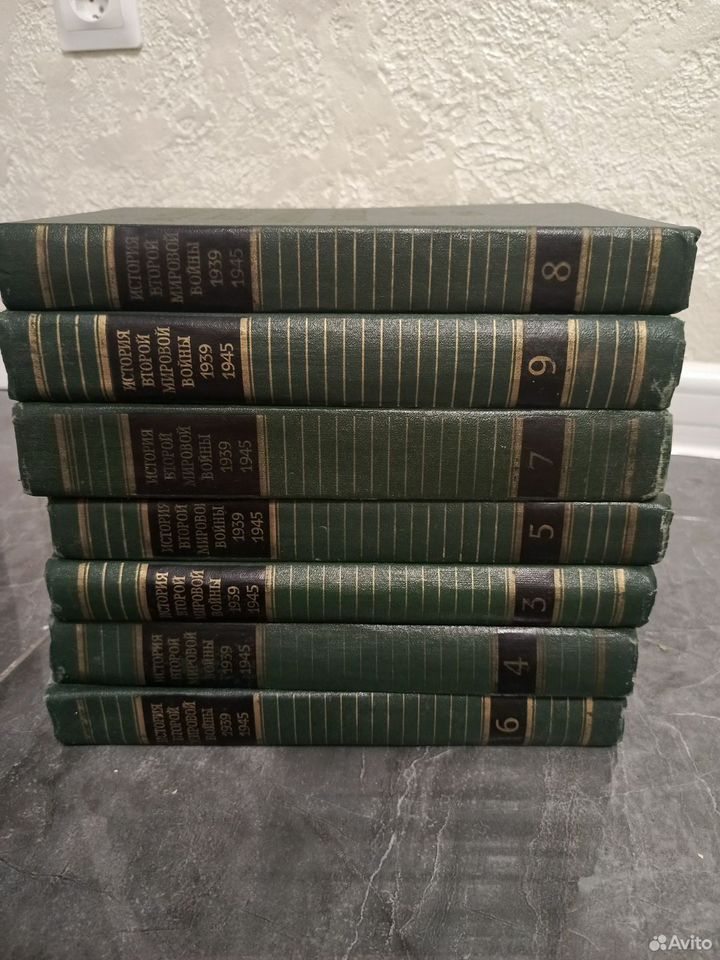 ИСТОРИЯ
ВТОРОЙ
МИРОВОЙ
ВОЙНЫ
1939
1945
8
ИСТОРИЯ
ВТОРОЙ
МИРОВОЙ
ВОЙНЫ
1939
1945
9
ИСТОРИЯ
ВТОРОЙ
МИРОВОЙ
ВОЙНЫ
1939
1945
7
ИСТОРИЯ
ВТОРОЙ
МИРОВОЙ
ВОЙНЫ
1939
1945
5
ИСТОРИЯ
ВТОРОЙ
МИРОВОЙ
ВОЙНЫ
1939
1945
3
ИСТОРИЯ
ВТОРОЙ
МИРОВОЙ
ВОЙНЫ
1939
1945
4
ИСТОРИЯ
ВТОРОЙ
МИРОВОЙ
ВОЙНЫ
1939
1945
6
Avito